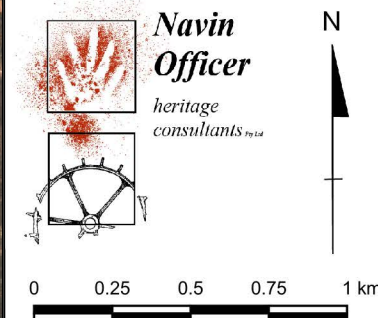 Navin
N
Officer
heritage
consultants Pty Ltd
0 0.25 0.5 0.75 1 km